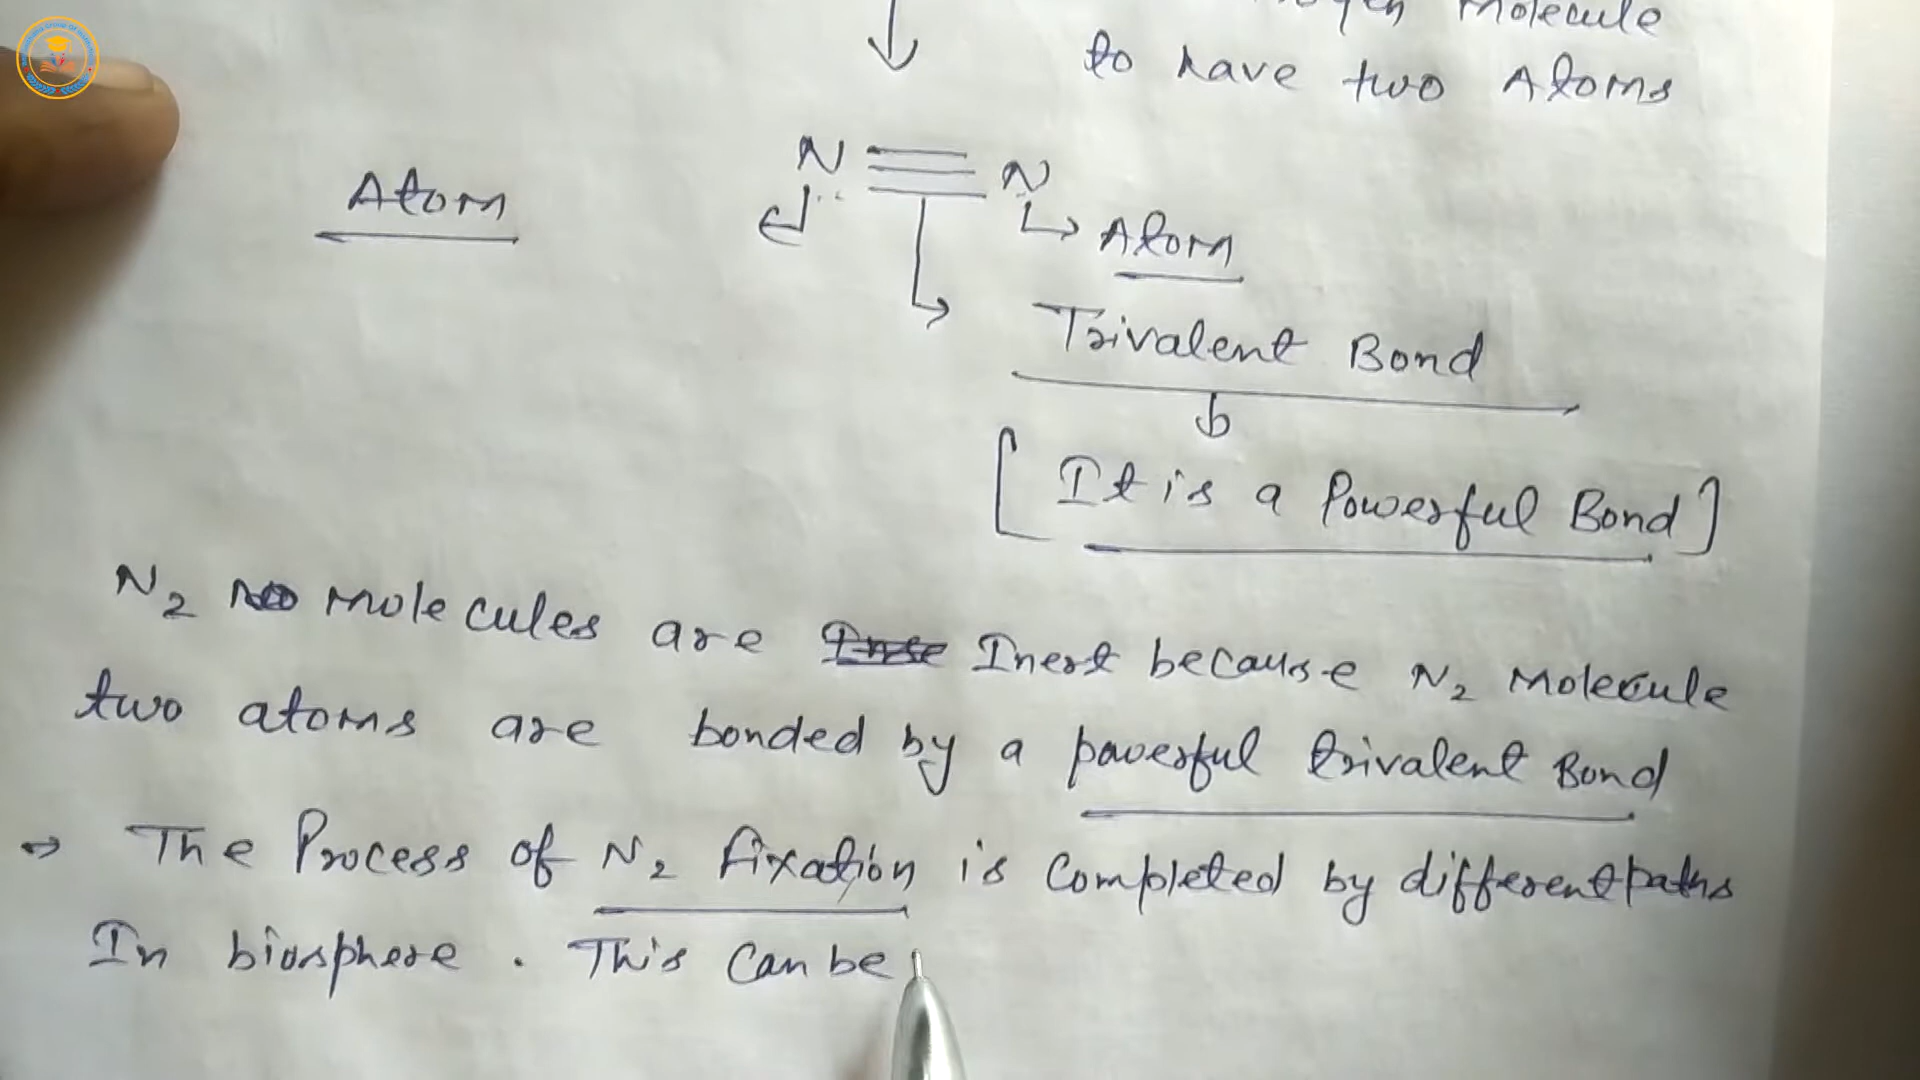 Molecule
to have two Atoms
N ≡ N
Atom
Atom
Trivalent Bond
[It is a Powerful Bond]
N2 molecules are Inert because N2 Molecule
two atoms are bonded by a powerful trivalent Bond
→ The Process of N2 fixation is Completed by different paths
In biosphere. This can be